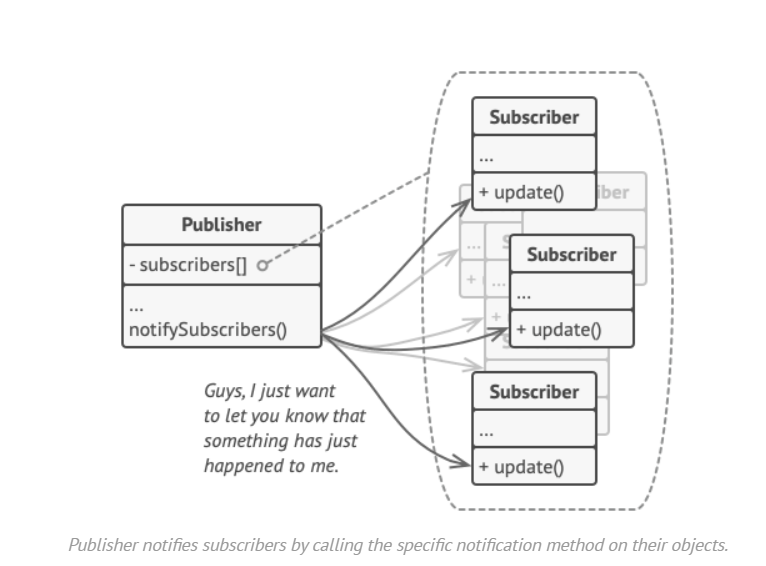 Subscriber
...
+ update()
iber
Publisher
- subscribers[]
...
notifySubscribers()
...
+
Subscriber
...
...
+ update()
+
S
Guys, I just want
to let you know that
something has just
happened to me.
Subscriber
...
+ update()
Publisher notifies subscribers by calling the specific notification method on their objects.